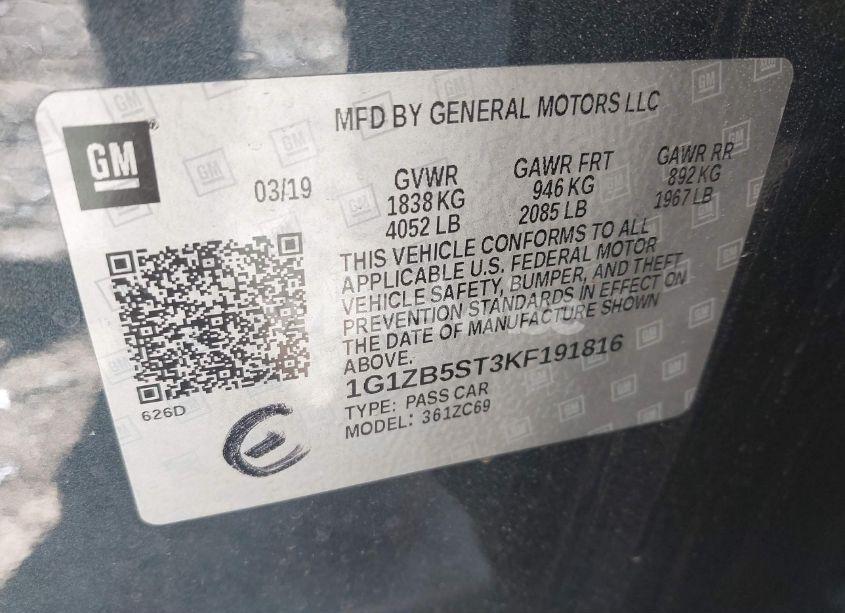 MFD BY GENERAL MOTORS LLC
GM
03/19
GVWR
1838 KG
4052 LB
GAWR FRT
946 KG
2085 LB
GAWR RR
892 KG
1967 LB
THIS VEHICLE CONFORMS TO ALL
APPLICABLE U.S. FEDERAL MOTOR
VEHICLE SAFETY, BUMPER, AND THEFT
PREVENTION STANDARDS IN EFFECT ON
THE DATE OF MANUFACTURE SHOWN
ABOVE.
1G1ZB5ST3KF191816
TYPE: PASS CAR
MODEL: 361ZC69
626D